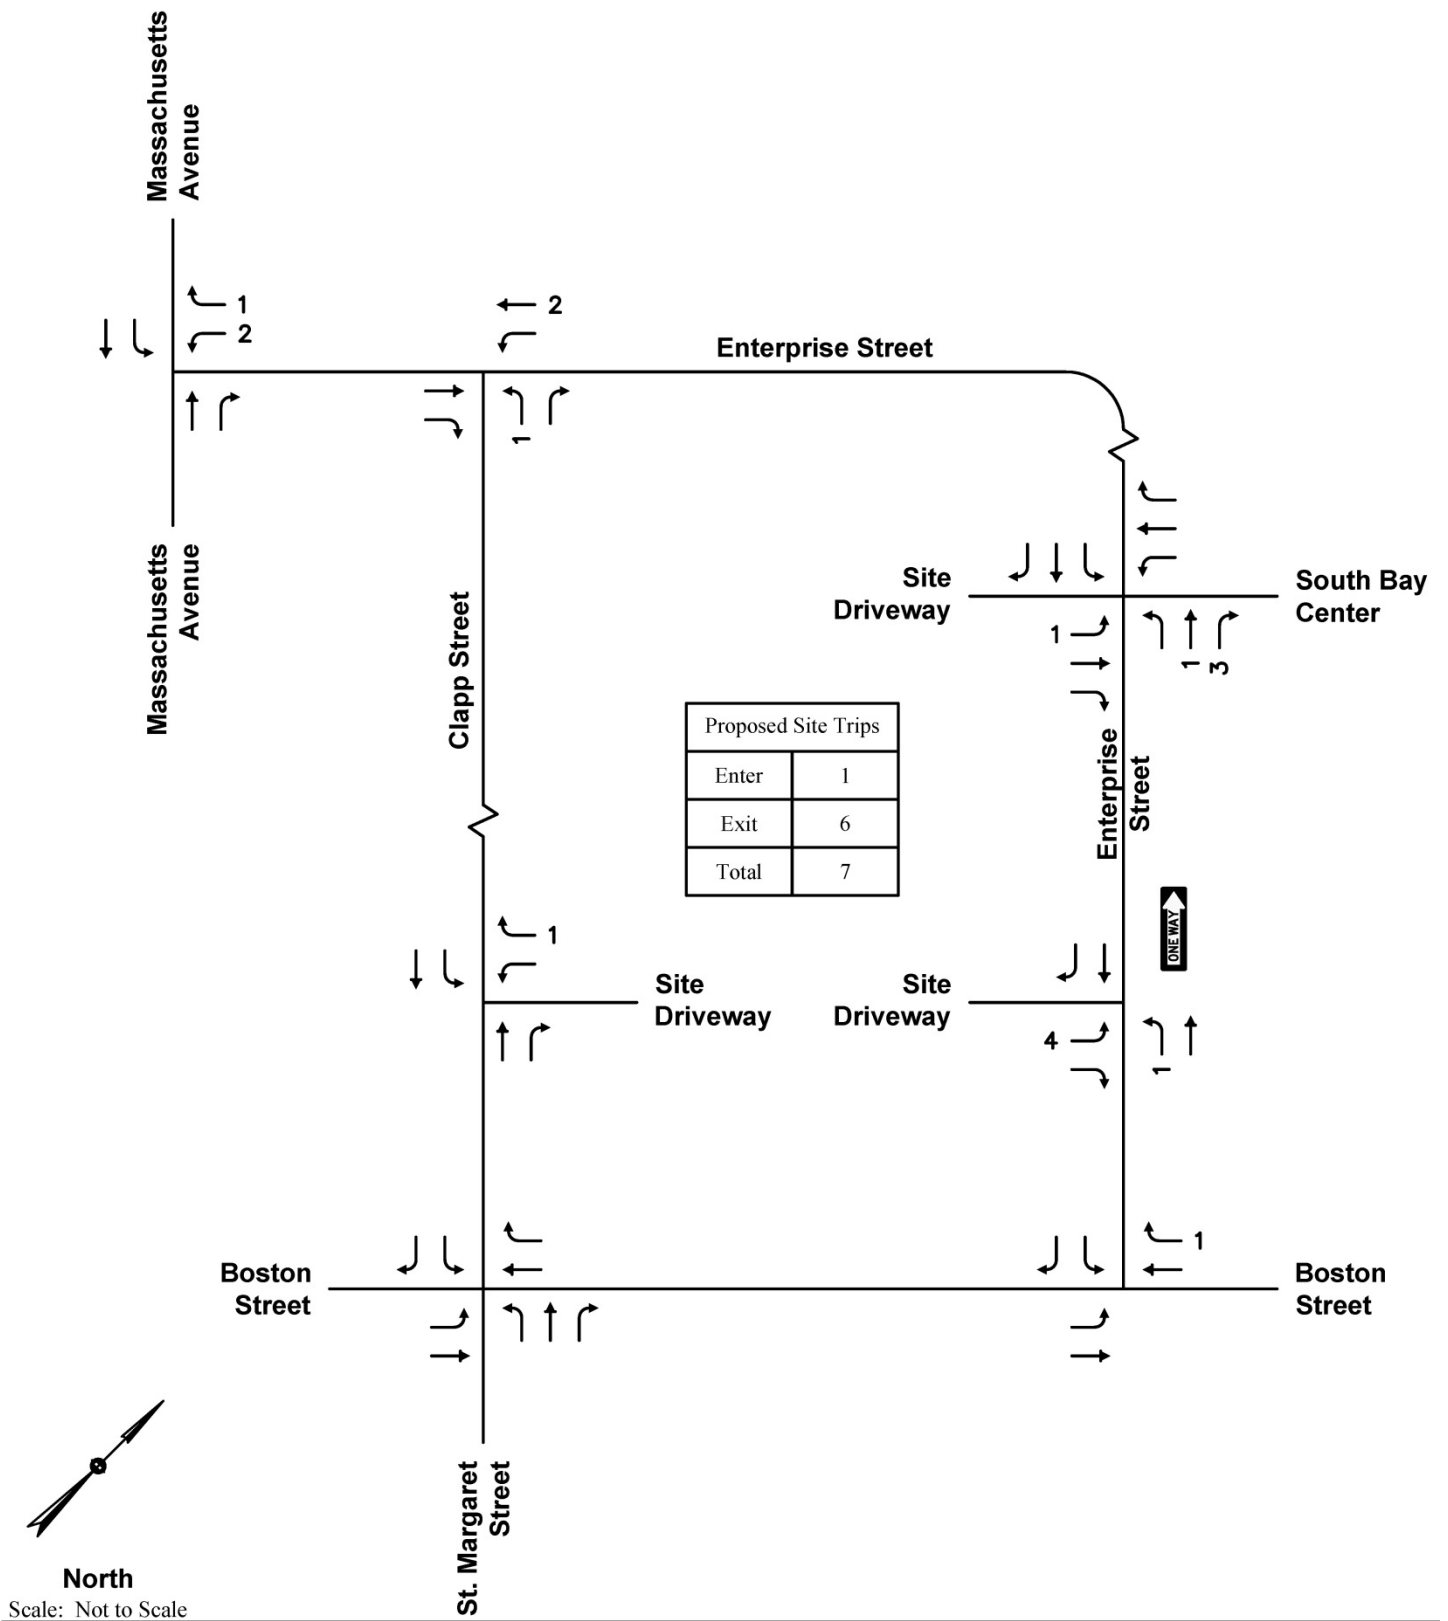 Massachusetts
Avenue
1
2
2
Enterprise Street
1
Massachusetts
Avenue
Clapp Street
Site
Driveway
South Bay
Center
1
1
3
Proposed Site Trips
Enter 1
Exit 6
Total 7
Enterprise
Street
ONE WAY
1
Site
Driveway
Site
Driveway
4
1
Boston
Street
1
Boston
Street
St. Margaret
Street
North
Scale: Not to Scale